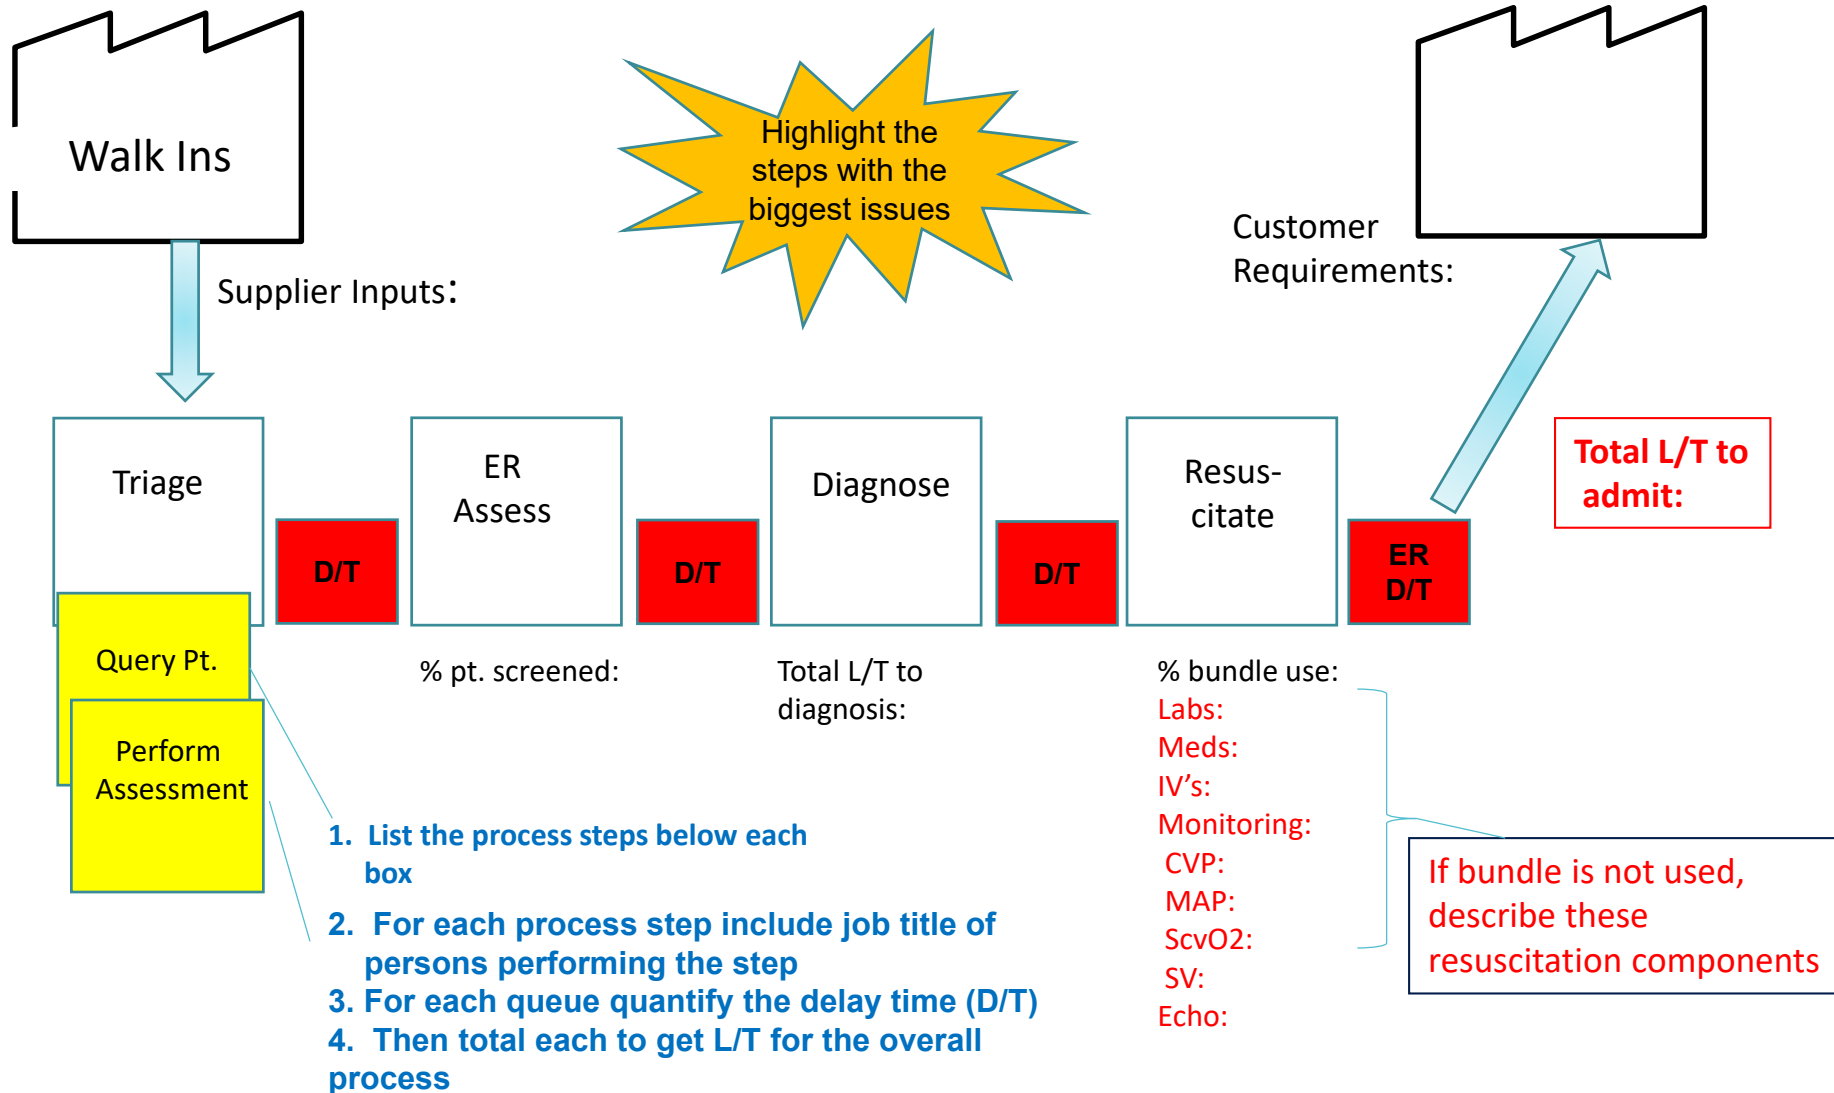 Walk Ins
Supplier Inputs:
Highlight the
steps with the
biggest issues
Customer
Requirements:
Triage
D/T
ER
Assess
D/T
Diagnose
D/T
Resus-
citate
ER
D/T
Total L/T to
admit:
Query Pt.
Perform
Assessment
% pt. screened:
Total L/T to
diagnosis:
% bundle use:
Labs:
Meds:
IV’s:
Monitoring:
CVP:
MAP:
ScvO2:
SV:
Echo:
If bundle is not used,
describe these
resuscitation components
1. List the process steps below each
box
2. For each process step include job title of
persons performing the step
3. For each queue quantify the delay time (D/T)
4. Then total each to get L/T for the overall
process